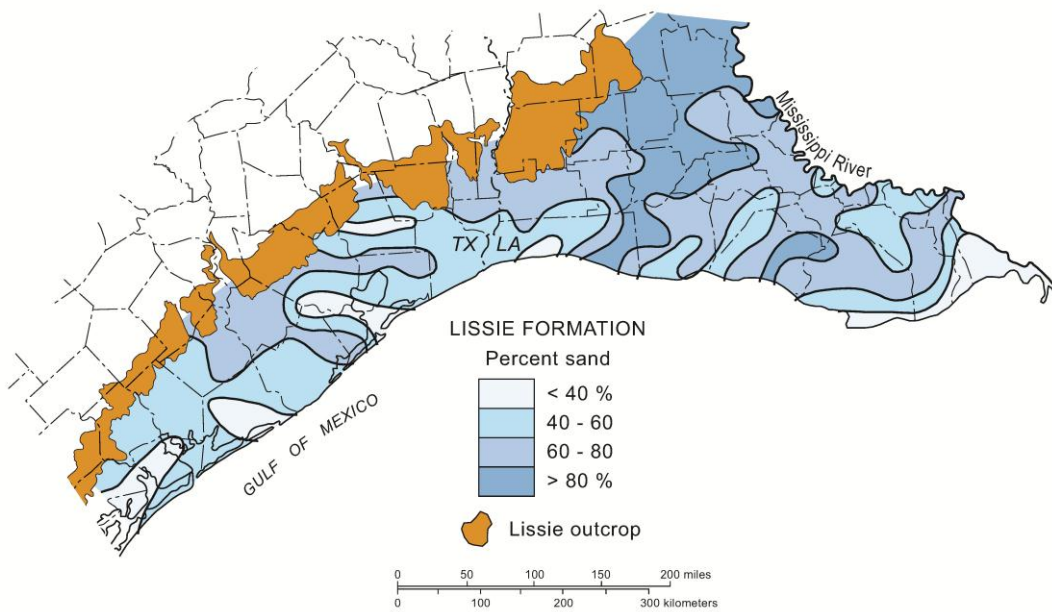 Mississippi River
TX LA
GULF OF MEXICO
LISSIE FORMATION
Percent sand
< 40 %
40 - 60
60 - 80
> 80 %
Lissie outcrop
0 50 100 150 200 miles
0 100 200 300 kilometers